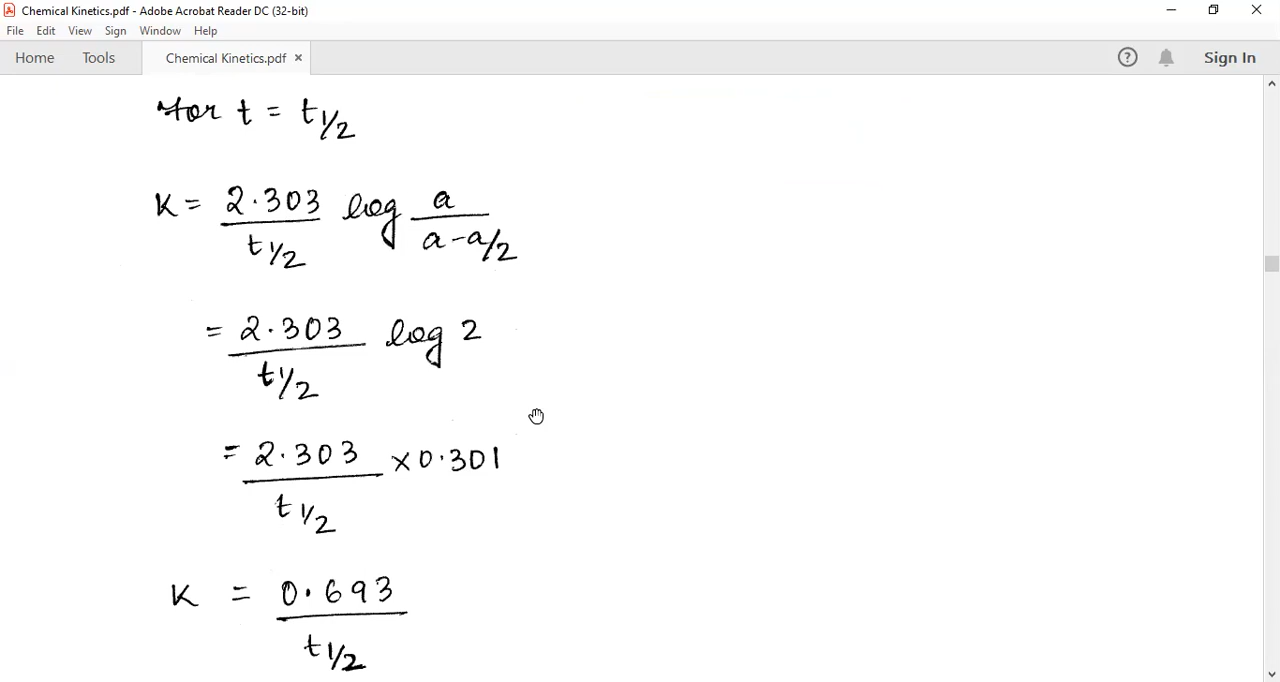 Chemical Kinetics.pdf - Adobe Acrobat Reader DC (32-bit)
File Edit View Sign Window Help
Home Tools Chemical Kinetics.pdf × ? Sign In
For t = t1/2
K = 2.303/t1/2 log a/(a-a/2)
= 2.303/t1/2 log 2
= 2.303/t1/2 × 0.301
K = 0.693/t1/2